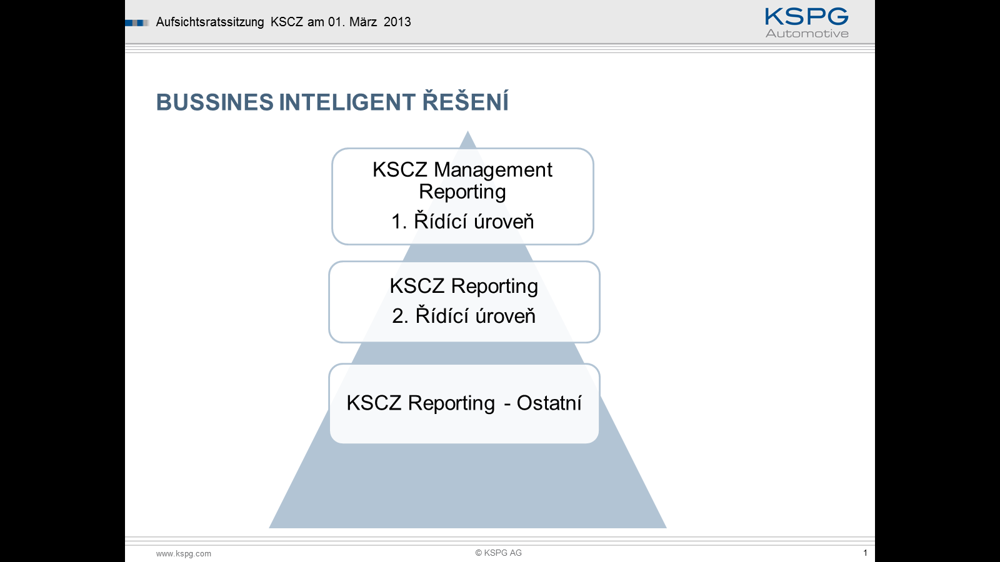 Aufsichtsratssitzung KSCZ am 01. März 2013
KSPG
Automotive
BUSSINES INTELIGENT ŘEŠENÍ
KSCZ Management
Reporting
1. Řídící úroveň
KSCZ Reporting
2. Řídící úroveň
KSCZ Reporting - Ostatní
www.kspg.com
© KSPG AG
1